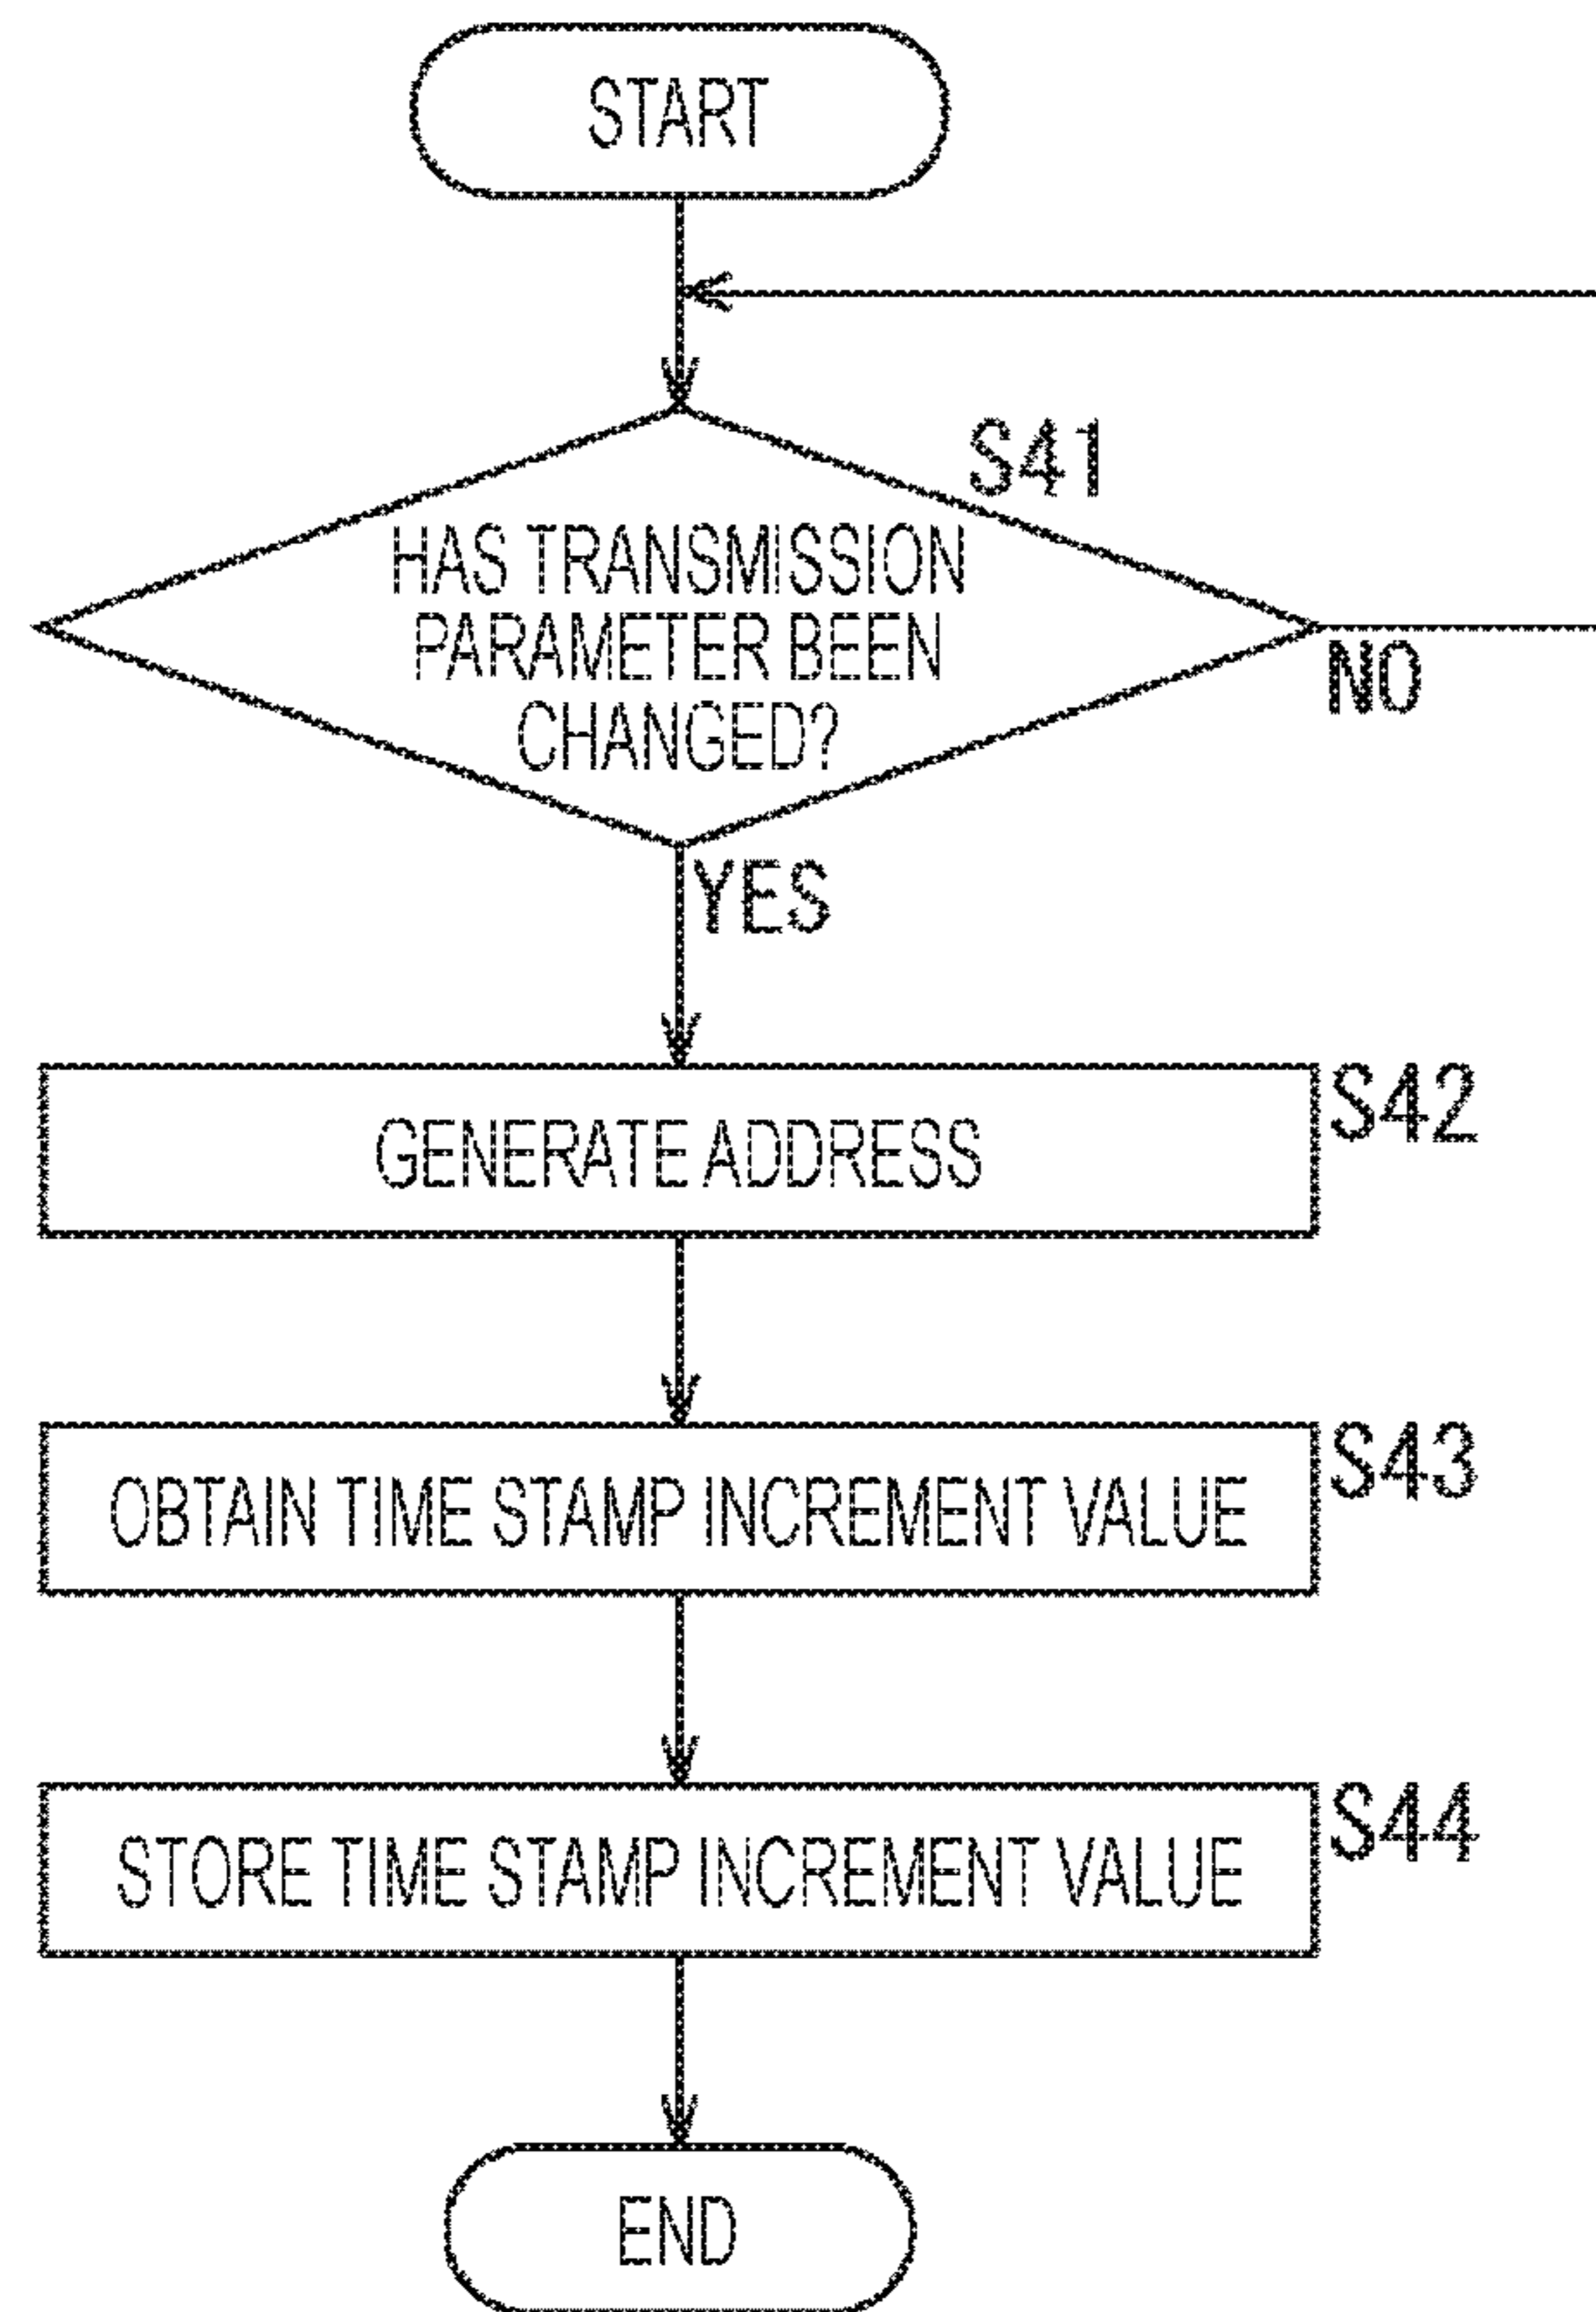 START
S41
HAS TRANSMISSION
PARAMETER BEEN
CHANGED?
NO
YES
GENERATE ADDRESS
S42
OBTAIN TIME STAMP INCREMENT VALUE
S43
STORE TIME STAMP INCREMENT VALUE
S44
END